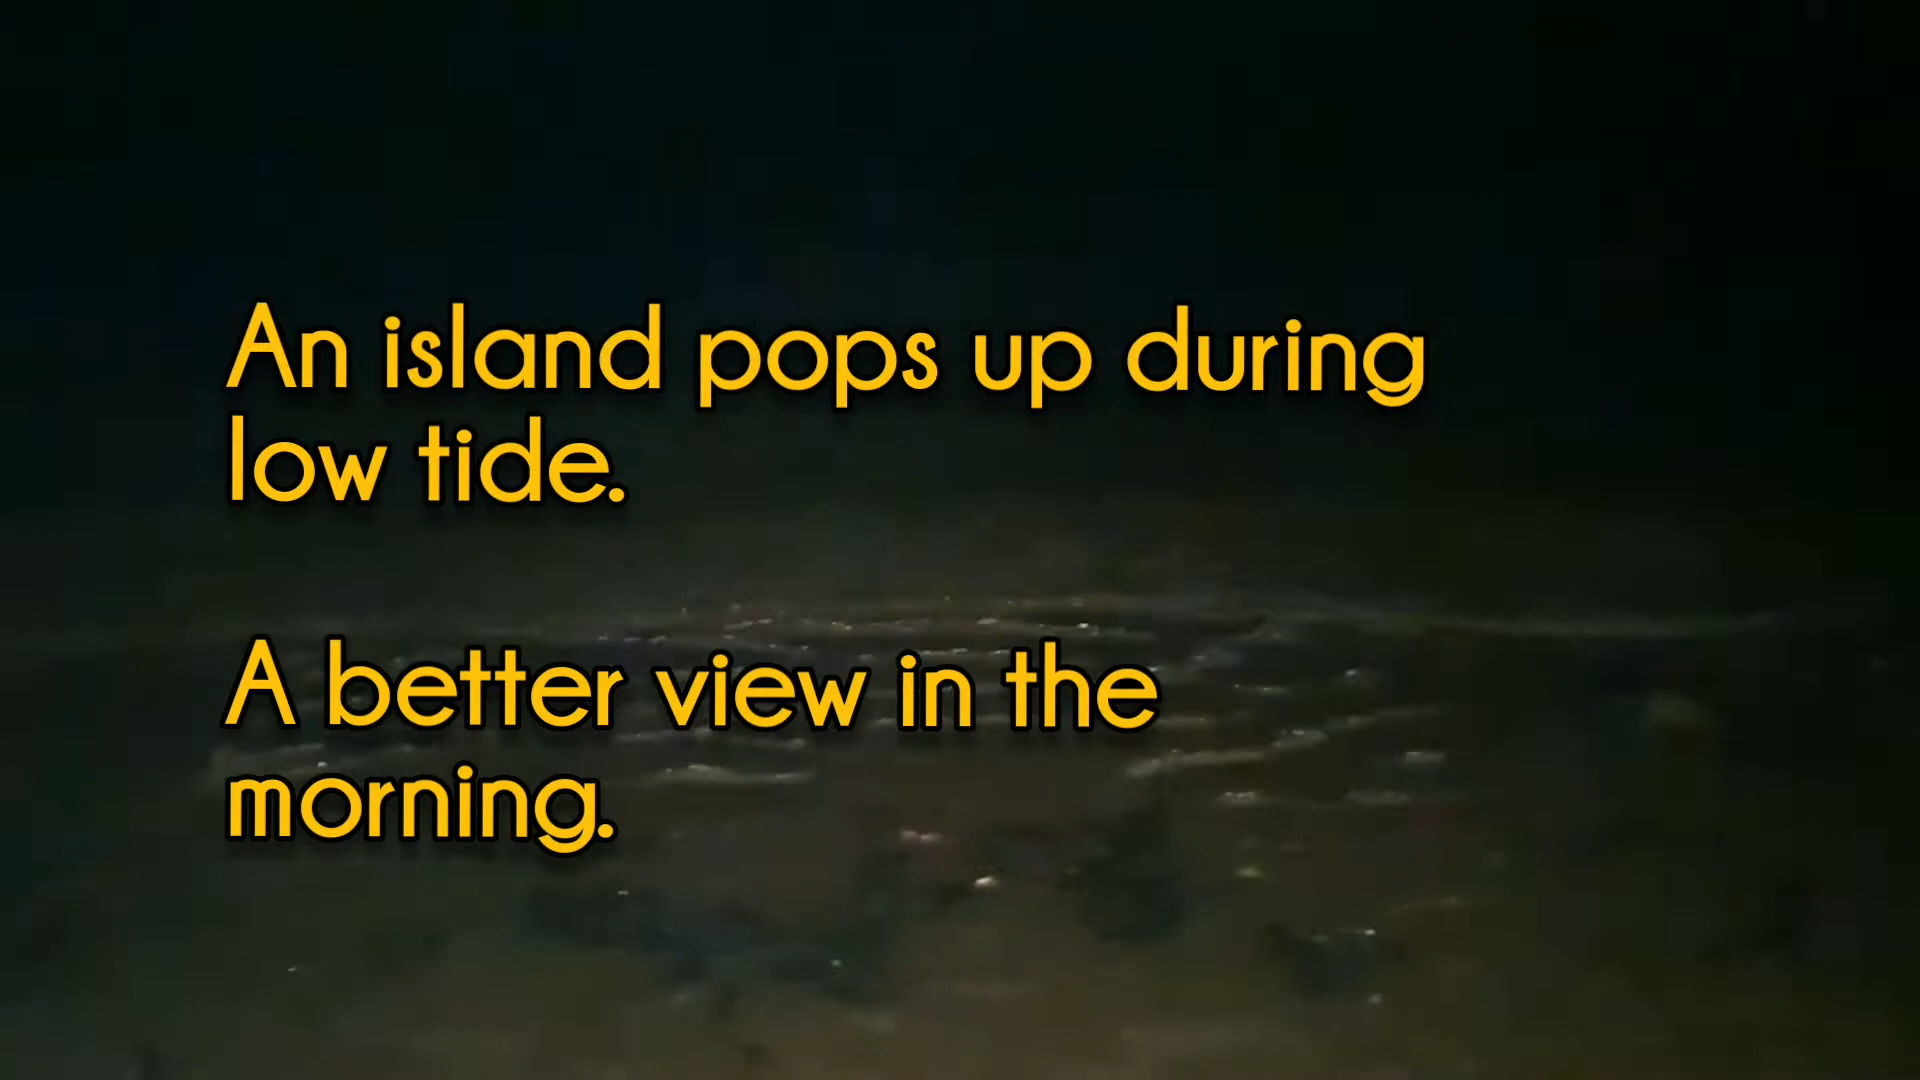 An island pops up during
low tide.
A better view in the
morning.